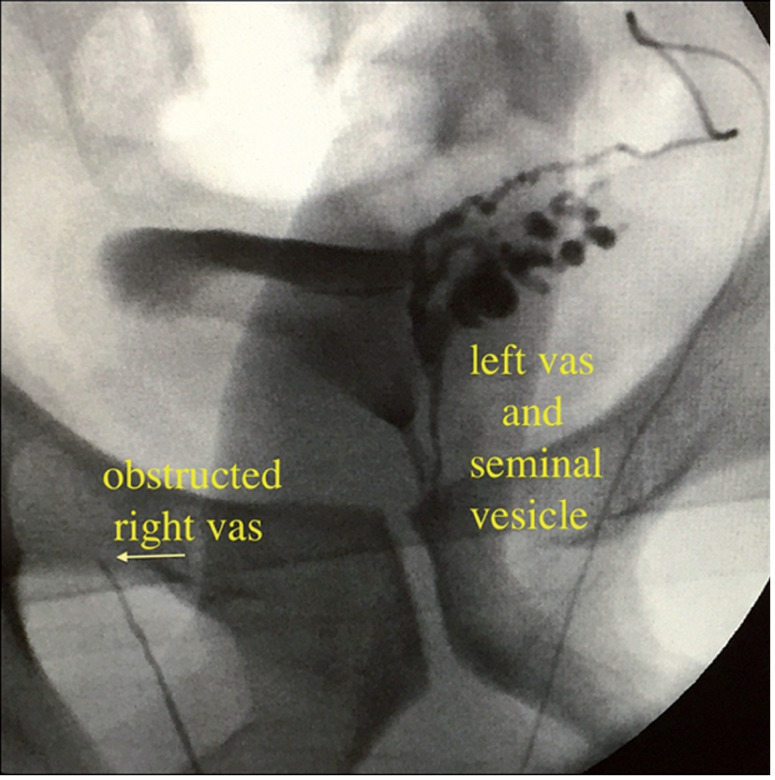 obstructed
right vas
left vas
and
seminal
vesicle